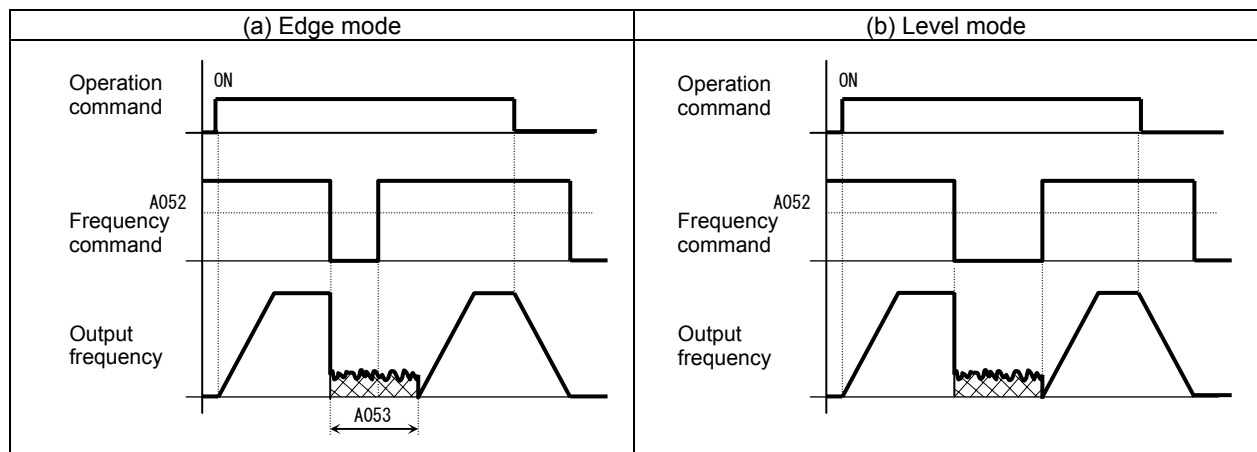 (a) Edge mode
(b) Level mode
Operation
command
ON
A052
Frequency
command
Output
frequency
A053
Operation
command
ON
A052
Frequency
command
Output
frequency